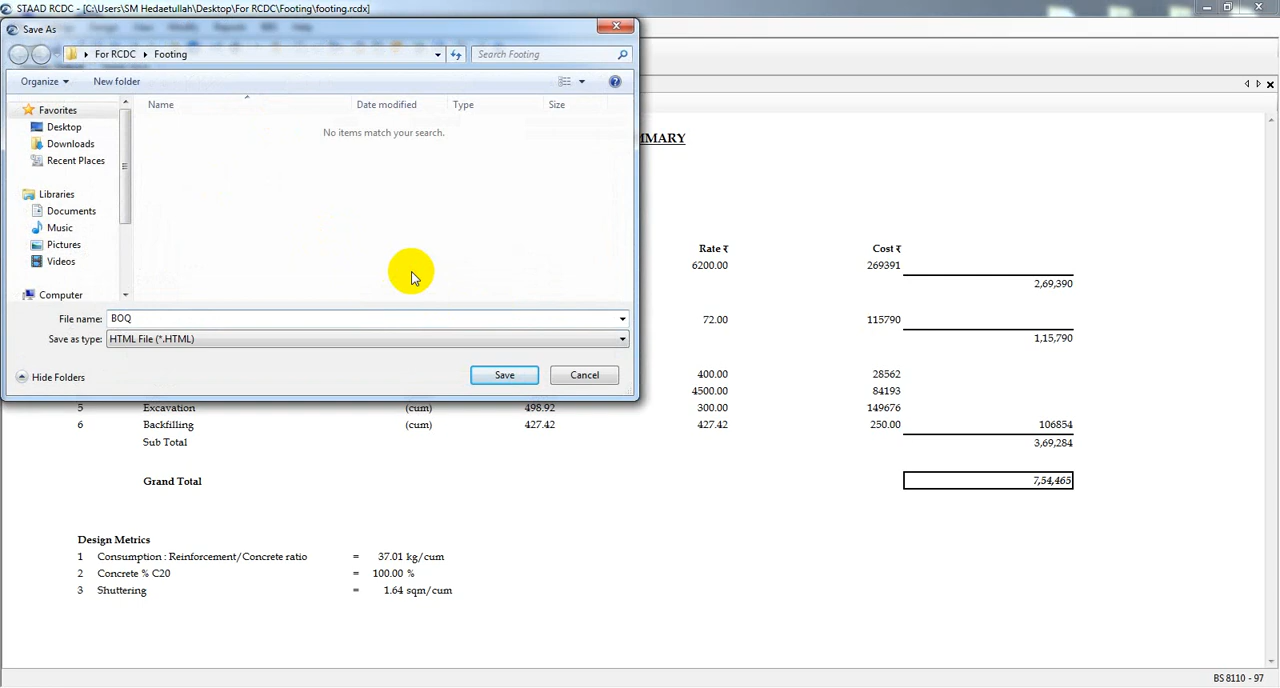 STAAD RCDC - [C:\Users\SM Hedaetullah\Desktop\For RCDC\Footing\footing.rcdx]
Save As
For RCDC Footing
Search Footing
Organize New folder
Favorites
Desktop
Downloads
Recent Places
Libraries
Documents
Music
Pictures
Videos
Computer
Name Date modified Type Size
No items match your search.
File name: BOQ
Save as type: HTML File (*.HTML)
Hide Folders Save Cancel
MMARY
Rate ₹ Cost ₹
6200.00 269391
2,69,390
72.00 115790
1,15,790
400.00 28562
4500.00 84193
5 Excavation (cum) 498.92 300.00 149676
6 Backfilling (cum) 427.42 427.42 250.00 106854
Sub Total 3,69,284
Grand Total 7,54,465
Design Metrics
1 Consumption : Reinforcement/Concrete ratio = 37.01 kg/cum
2 Concrete % C20 = 100.00 %
3 Shuttering = 1.64 sqm/cum
BS 8110 - 97